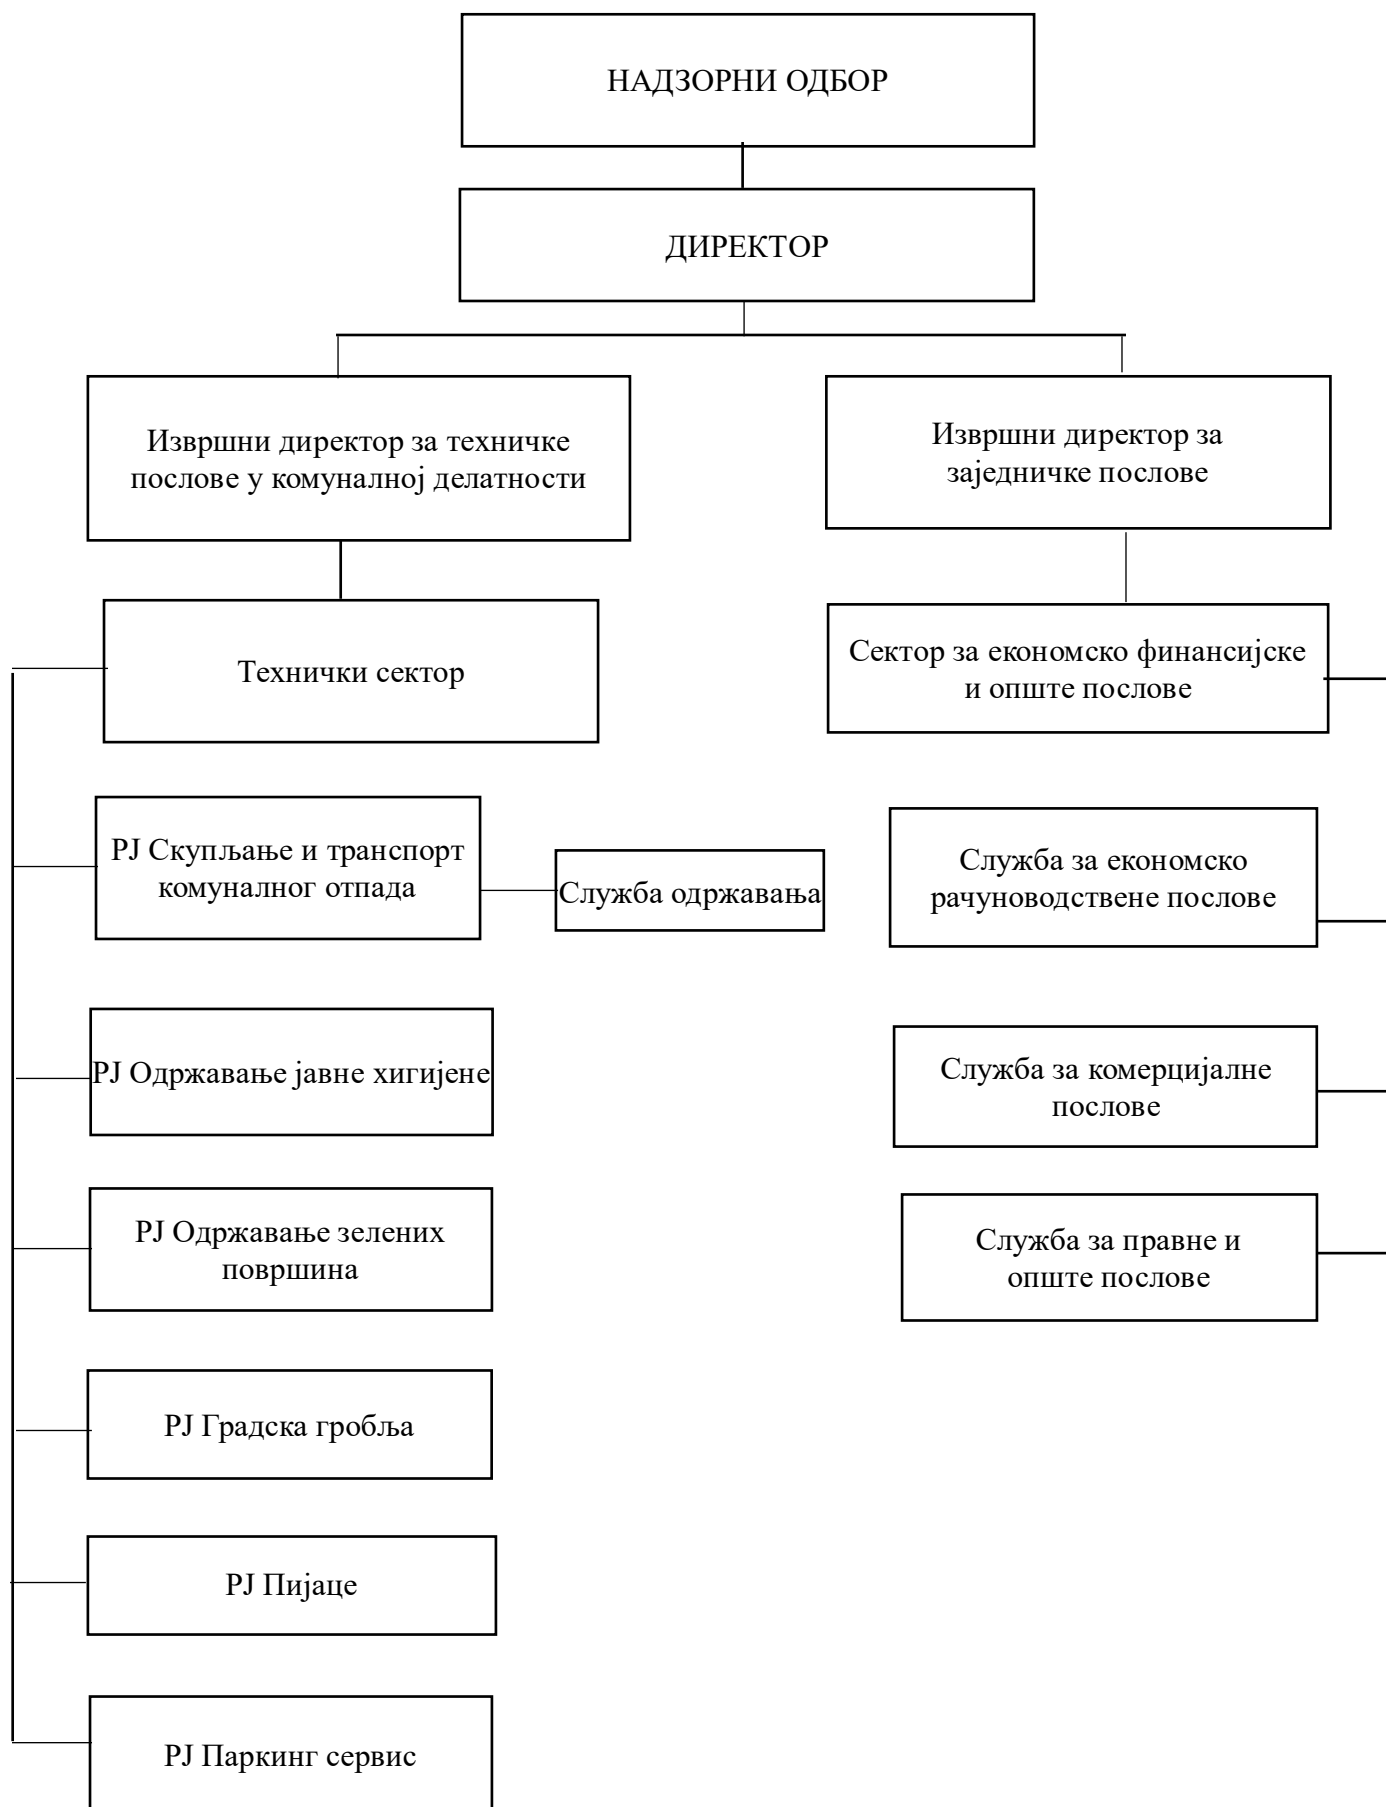 НАДЗОРНИ ОДБОР
ДИРЕКТОР
Извршни директор за техничке
послове у комуналној делатности
Извршни директор за
заједничке послове
Технички сектор
Сектор за економско финансијске
и опште послове
РЈ Скупљање и транспорт
комуналног отпада
Служба одржавања
Служба за економско
рачуноводствене послове
РЈ Одржавање јавне хигијене
Служба за комерцијалне
послове
РЈ Одржавање зелених
површина
Служба за правне и
опште послове
РЈ Градска гробља
РЈ Пијаце
РЈ Паркинг сервис